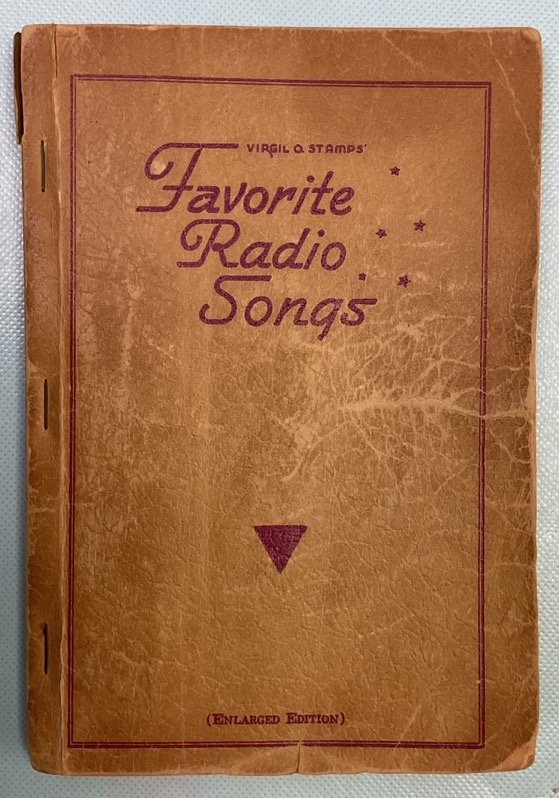 VIRGIL O. STAMPS'
Favorite
Radio
Songs
(ENLARGED EDITION)